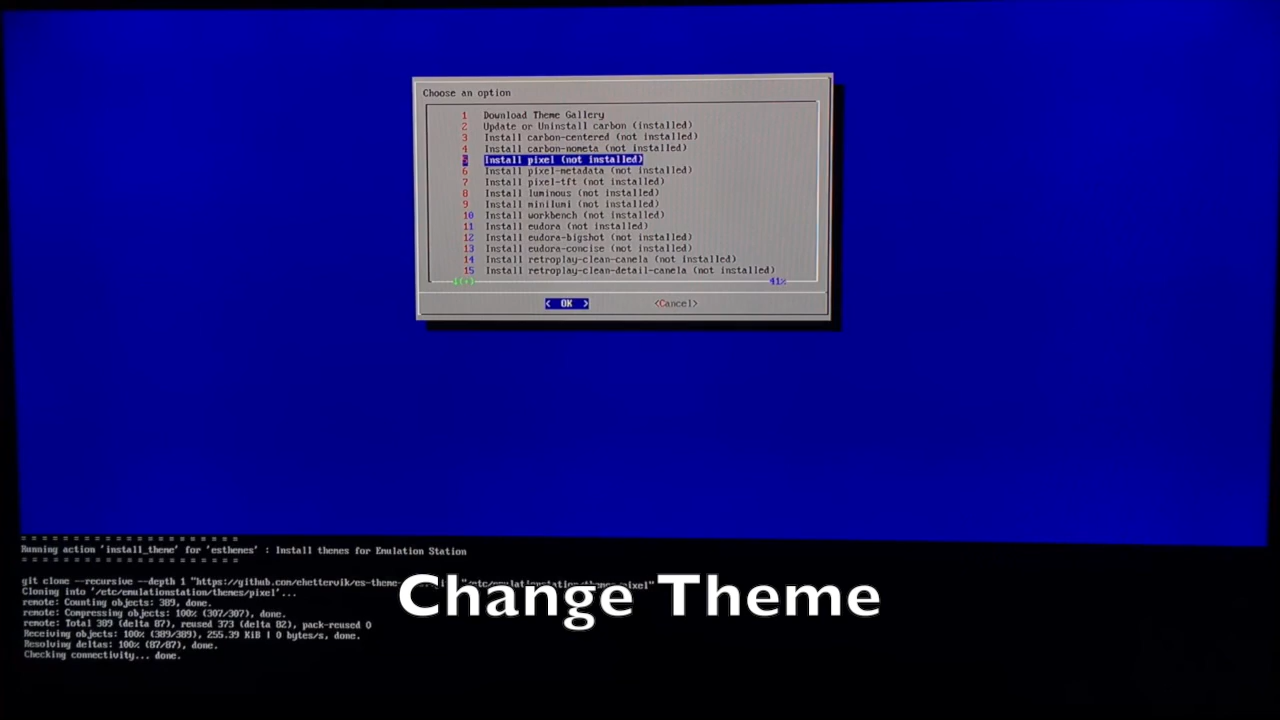 Choose an option
1 Download Theme Gallery
2 Update or Uninstall carbon (installed)
3 Install carbon-centered (not installed)
4 Install carbon-nometa (not installed)
5 Install pixel (not installed)
6 Install pixel-metadata (not installed)
7 Install pixel-tft (not installed)
8 Install luminous (not installed)
9 Install minilumi (not installed)
10 Install workbench (not installed)
11 Install eudora (not installed)
12 Install eudora-bigshot (not installed)
13 Install eudora-concise (not installed)
14 Install retroplay-clean-canela (not installed)
15 Install retroplay-clean-detail-canela (not installed)
↓(+) 41%
< OK > <Cancel>
= = = = = = = = = = = = = = = = = = = = =
Running action 'install_theme' for 'esthemes' : Install themes for Emulation Station
= = = = = = = = = = = = = = = = = = = = =
git clone --recursive --depth 1 "https://github.com/ehettervik/es-theme- "/etc/emulationstation/themes/pixel"
Cloning into '/etc/emulationstation/themes/pixel'...
remote: Counting objects: 389, done.
remote: Compressing objects: 100% (307/307), done.
remote: Total 389 (delta 87), reused 373 (delta 82), pack-reused 0
Receiving objects: 100% (389/389), 255.39 KiB | 0 bytes/s, done.
Resolving deltas: 100% (87/87), done.
Checking connectivity... done.
Change Theme